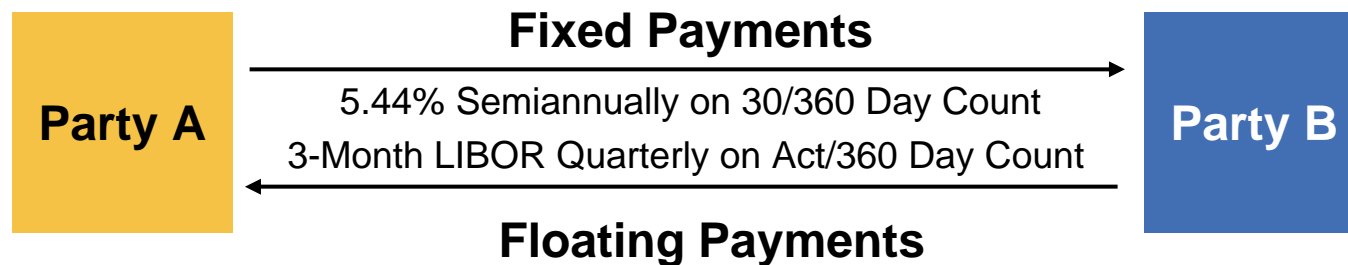 Fixed Payments
5.44% Semiannually on 30/360 Day Count
Party A
Party B
3-Month LIBOR Quarterly on Act/360 Day Count
Floating Payments